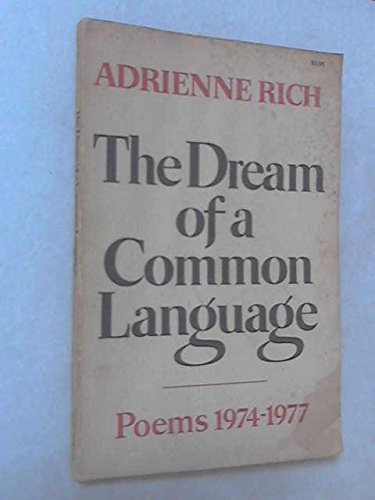 ADRIENNE RICH
The Dream
of a
Common
Language
Poems 1974-1977